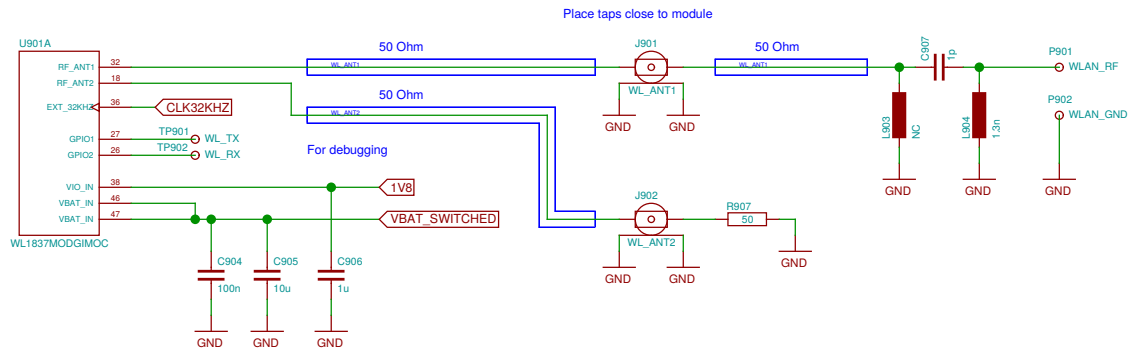 Place taps close to module
U901A
50 Ohm
J901
50 Ohm
C907
1p
P901
RF_ANT1
32
WL_ANT1
WL_ANT1
WLAN_RF
RF_ANT2
18
WL_ANT1
50 Ohm
P902
EXT_32KHZ
36
CLK32KHZ
WL_ANT2
GND
GND
L903
NC
L904
1.3n
WLAN_GND
GPIO1
27
TP901
WL_TX
GPIO2
26
TP902
WL_RX
For debugging
VIO_IN
38
1V8
GND
GND
GND
VBAT_IN
46
J902
R907
VBAT_IN
47
VBAT_SWITCHED
50
WL1837MODGIMOC
WL_ANT2
C904
100n
C905
10u
C906
1u
GND
GND
GND
GND
GND
GND